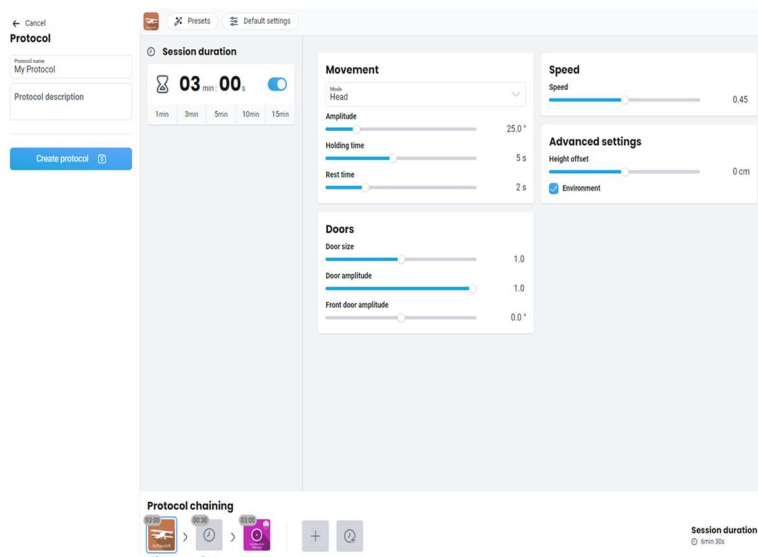 Cancel
Protocol
Protocol name
My Protocol
Protocol description
Create protocol
Presets
Default settings
Session duration
03 min : 00 s
1min 3min 5min 10min 15min
Movement
Mode
Head
Amplitude
25.0 °
Holding time
5 s
Rest time
2 s
Doors
Door size
1.0
Door amplitude
1.0
Front door amplitude
0.0 °
Speed
Speed
0.45
Advanced settings
Height offset
0 cm
Environment
Protocol chaining
03:00 00:30 03:00
Session duration
6min 30s